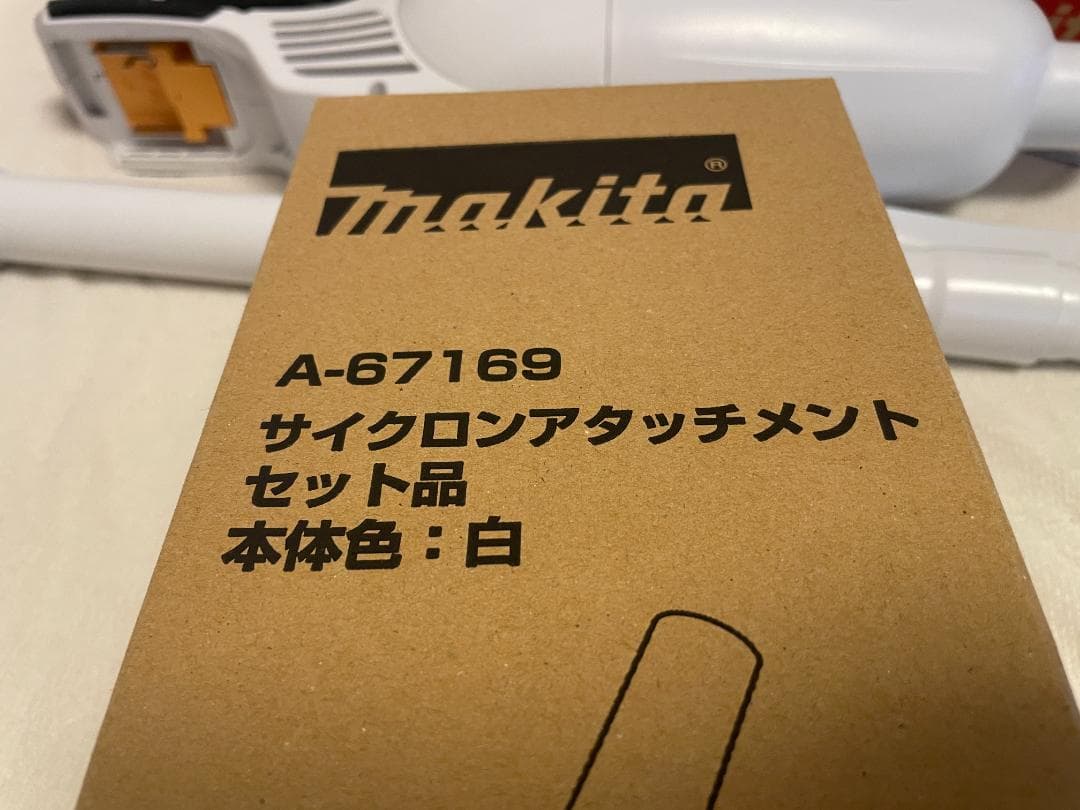 makita®
A-67169
サイクロンアタッチメント
セット品
本体色：白